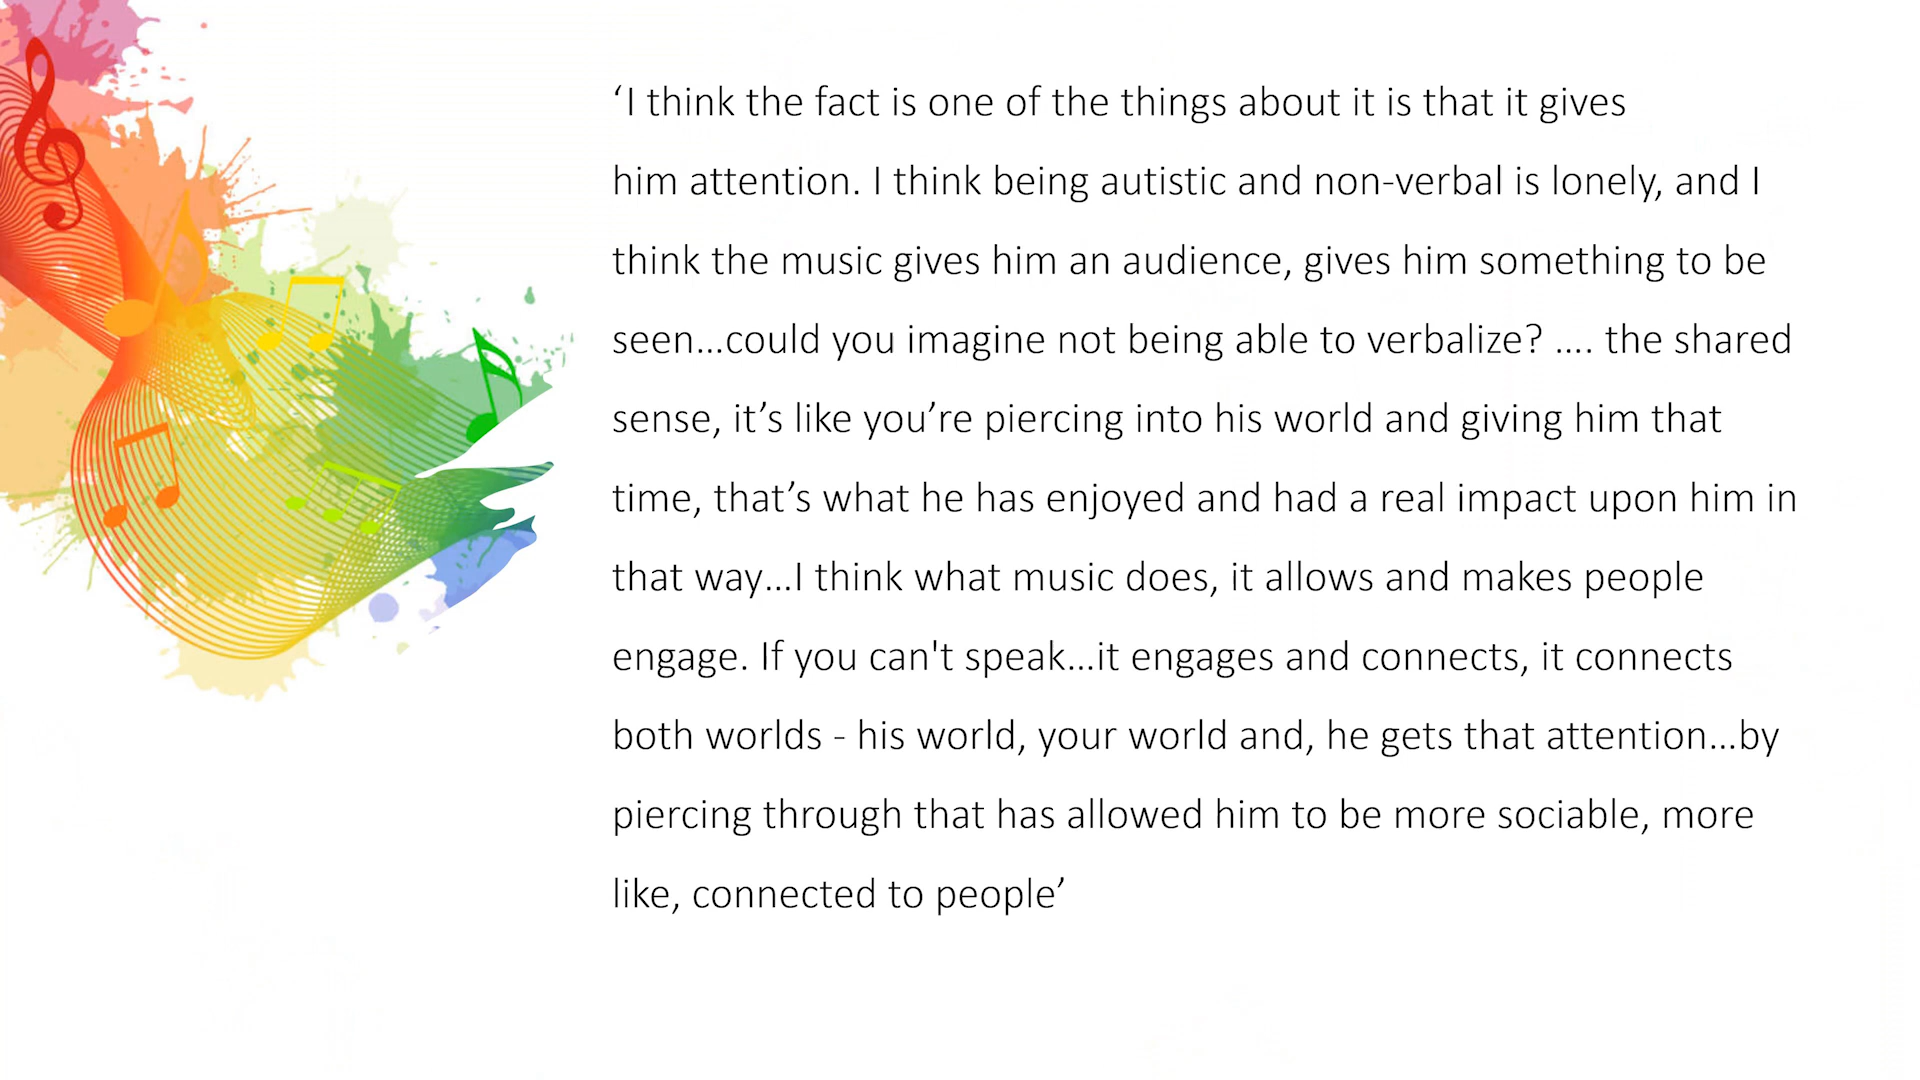 ‘I think the fact is one of the things about it is that it gives
him attention. I think being autistic and non-verbal is lonely, and I
think the music gives him an audience, gives him something to be
seen...could you imagine not being able to verbalize? .... the shared
sense, it’s like you’re piercing into his world and giving him that
time, that’s what he has enjoyed and had a real impact upon him in
that way...I think what music does, it allows and makes people
engage. If you can't speak...it engages and connects, it connects
both worlds - his world, your world and, he gets that attention...by
piercing through that has allowed him to be more sociable, more
like, connected to people’